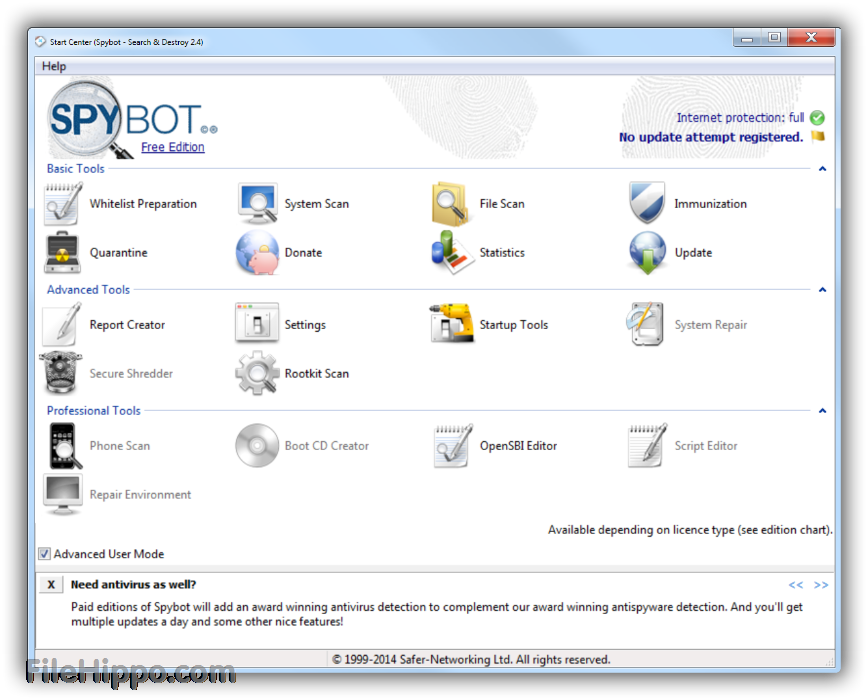 Start Center (Spybot - Search & Destroy 2.4)
Help
SPYBOT
Free Edition
Internet protection: full
No update attempt registered.
Basic Tools
Whitelist Preparation
System Scan
File Scan
Immunization
Quarantine
Donate
Statistics
Update
Advanced Tools
Report Creator
Settings
Startup Tools
System Repair
Secure Shredder
Rootkit Scan
Professional Tools
Phone Scan
Boot CD Creator
OpenSBI Editor
Script Editor
Repair Environment
Available depending on licence type (see edition chart).
Advanced User Mode
X Need antivirus as well? << >>
Paid editions of Spybot will add an award winning antivirus detection to complement our award winning antispyware detection. And you'll get
multiple updates a day and some other nice features!
© 1999-2014 Safer-Networking Ltd. All rights reserved.
FileHippo.com